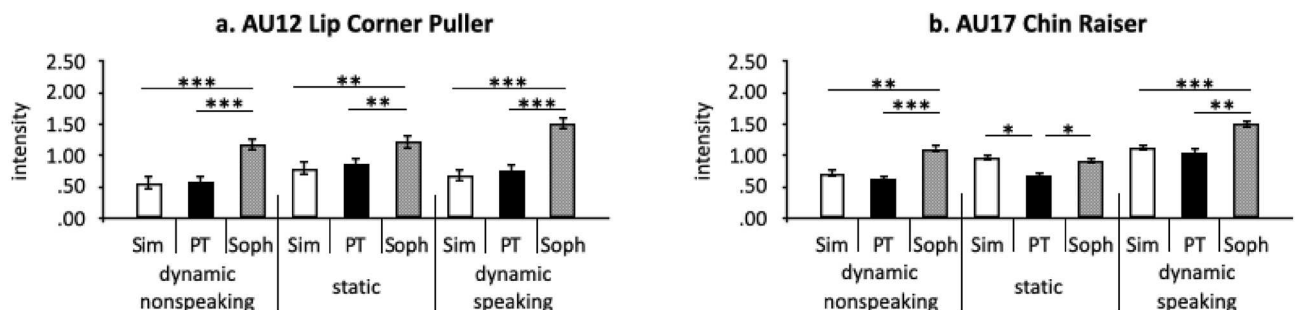 a. AU12 Lip Corner Puller
intensity
2.50
2.00
1.50
1.00
.50
.00
*** ** ***
*** ** ***
Sim PT Soph Sim PT Soph Sim PT Soph
dynamic nonspeaking
static
dynamic speaking
b. AU17 Chin Raiser
intensity
2.50
2.00
1.50
1.00
.50
.00
** ***
*** **
* *
Sim PT Soph Sim PT Soph Sim PT Soph
dynamic nonspeaking
static
dynamic speaking